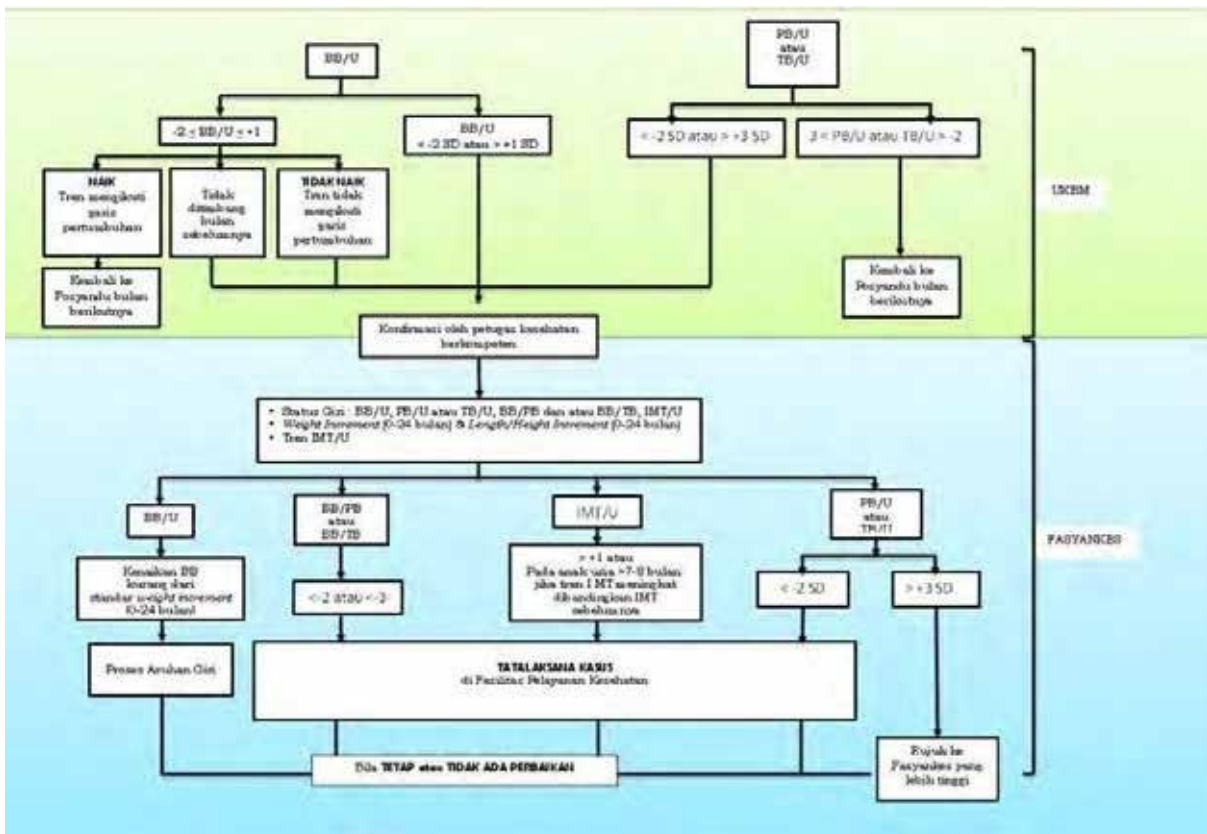 BB/U
PB/U
atau
TB/U
-2 ≤ BB/U ≤ +1
BB/U
< -2 SD atau > +1 SD
< -2 SD atau > +3 SD
3 < PB/U atau TB/U > -2
NAIK
Tren mengikuti
garis
pertumbuhan
Tidak
ditimbang
bulan
sebelumnya
TIDAK NAIK
Tren tidak
mengikuti
garis
pertumbuhan
UKBM
Kembali ke
Posyandu bulan
berikutnya
Kembali ke
Posyandu bulan
berikutnya
Konfirmasi oleh petugas kesehatan
berkompeten
• Status Gizi : BB/U, PB/U atau TB/U, BB/PB dan atau BB/TB, IMT/U
• Weight Increment (0-24 bulan) & Length/Height Increment (0-24 bulan)
• Tren IMT/U
BB/U
BB/PB
atau
BB/TB
IMT/U
PB/U
atau
TB/U
FASYANKES
Kenaikan BB
kurang dari
standar weight increment
(0-24 bulan)
<-2 atau <-3
> +1 atau
Pada anak usia >7-8 bulan
jika tren IMT meningkat
dibandingkan IMT
sebelumnya
< -2 SD
> +3 SD
Proses Asuhan Gizi
TATALAKSANA KASUS
di Fasilitas Pelayanan Kesehatan
Bila TETAP atau TIDAK ADA PERBAIKAN
Rujuk ke
Fasyankes yang
lebih tinggi